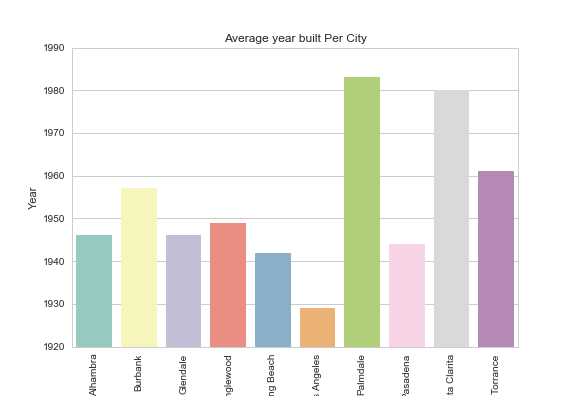 Average year built Per City
1990
1980
1970
1960
1950
1940
1930
1920
Year
Alhambra
Burbank
Glendale
nglewood
ng Beach
s Angeles
Palmdale
Pasadena
ta Clarita
Torrance